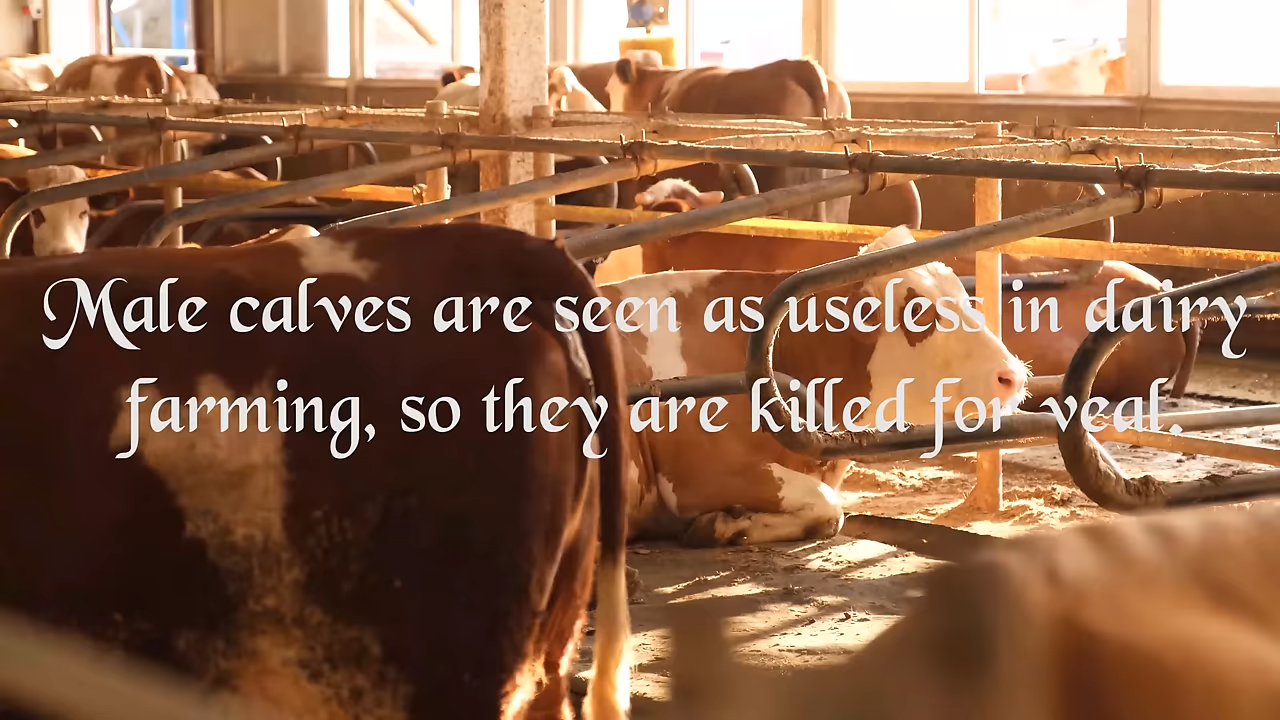 Male calves are seen as useless in dairy
farming, so they are killed for veal.